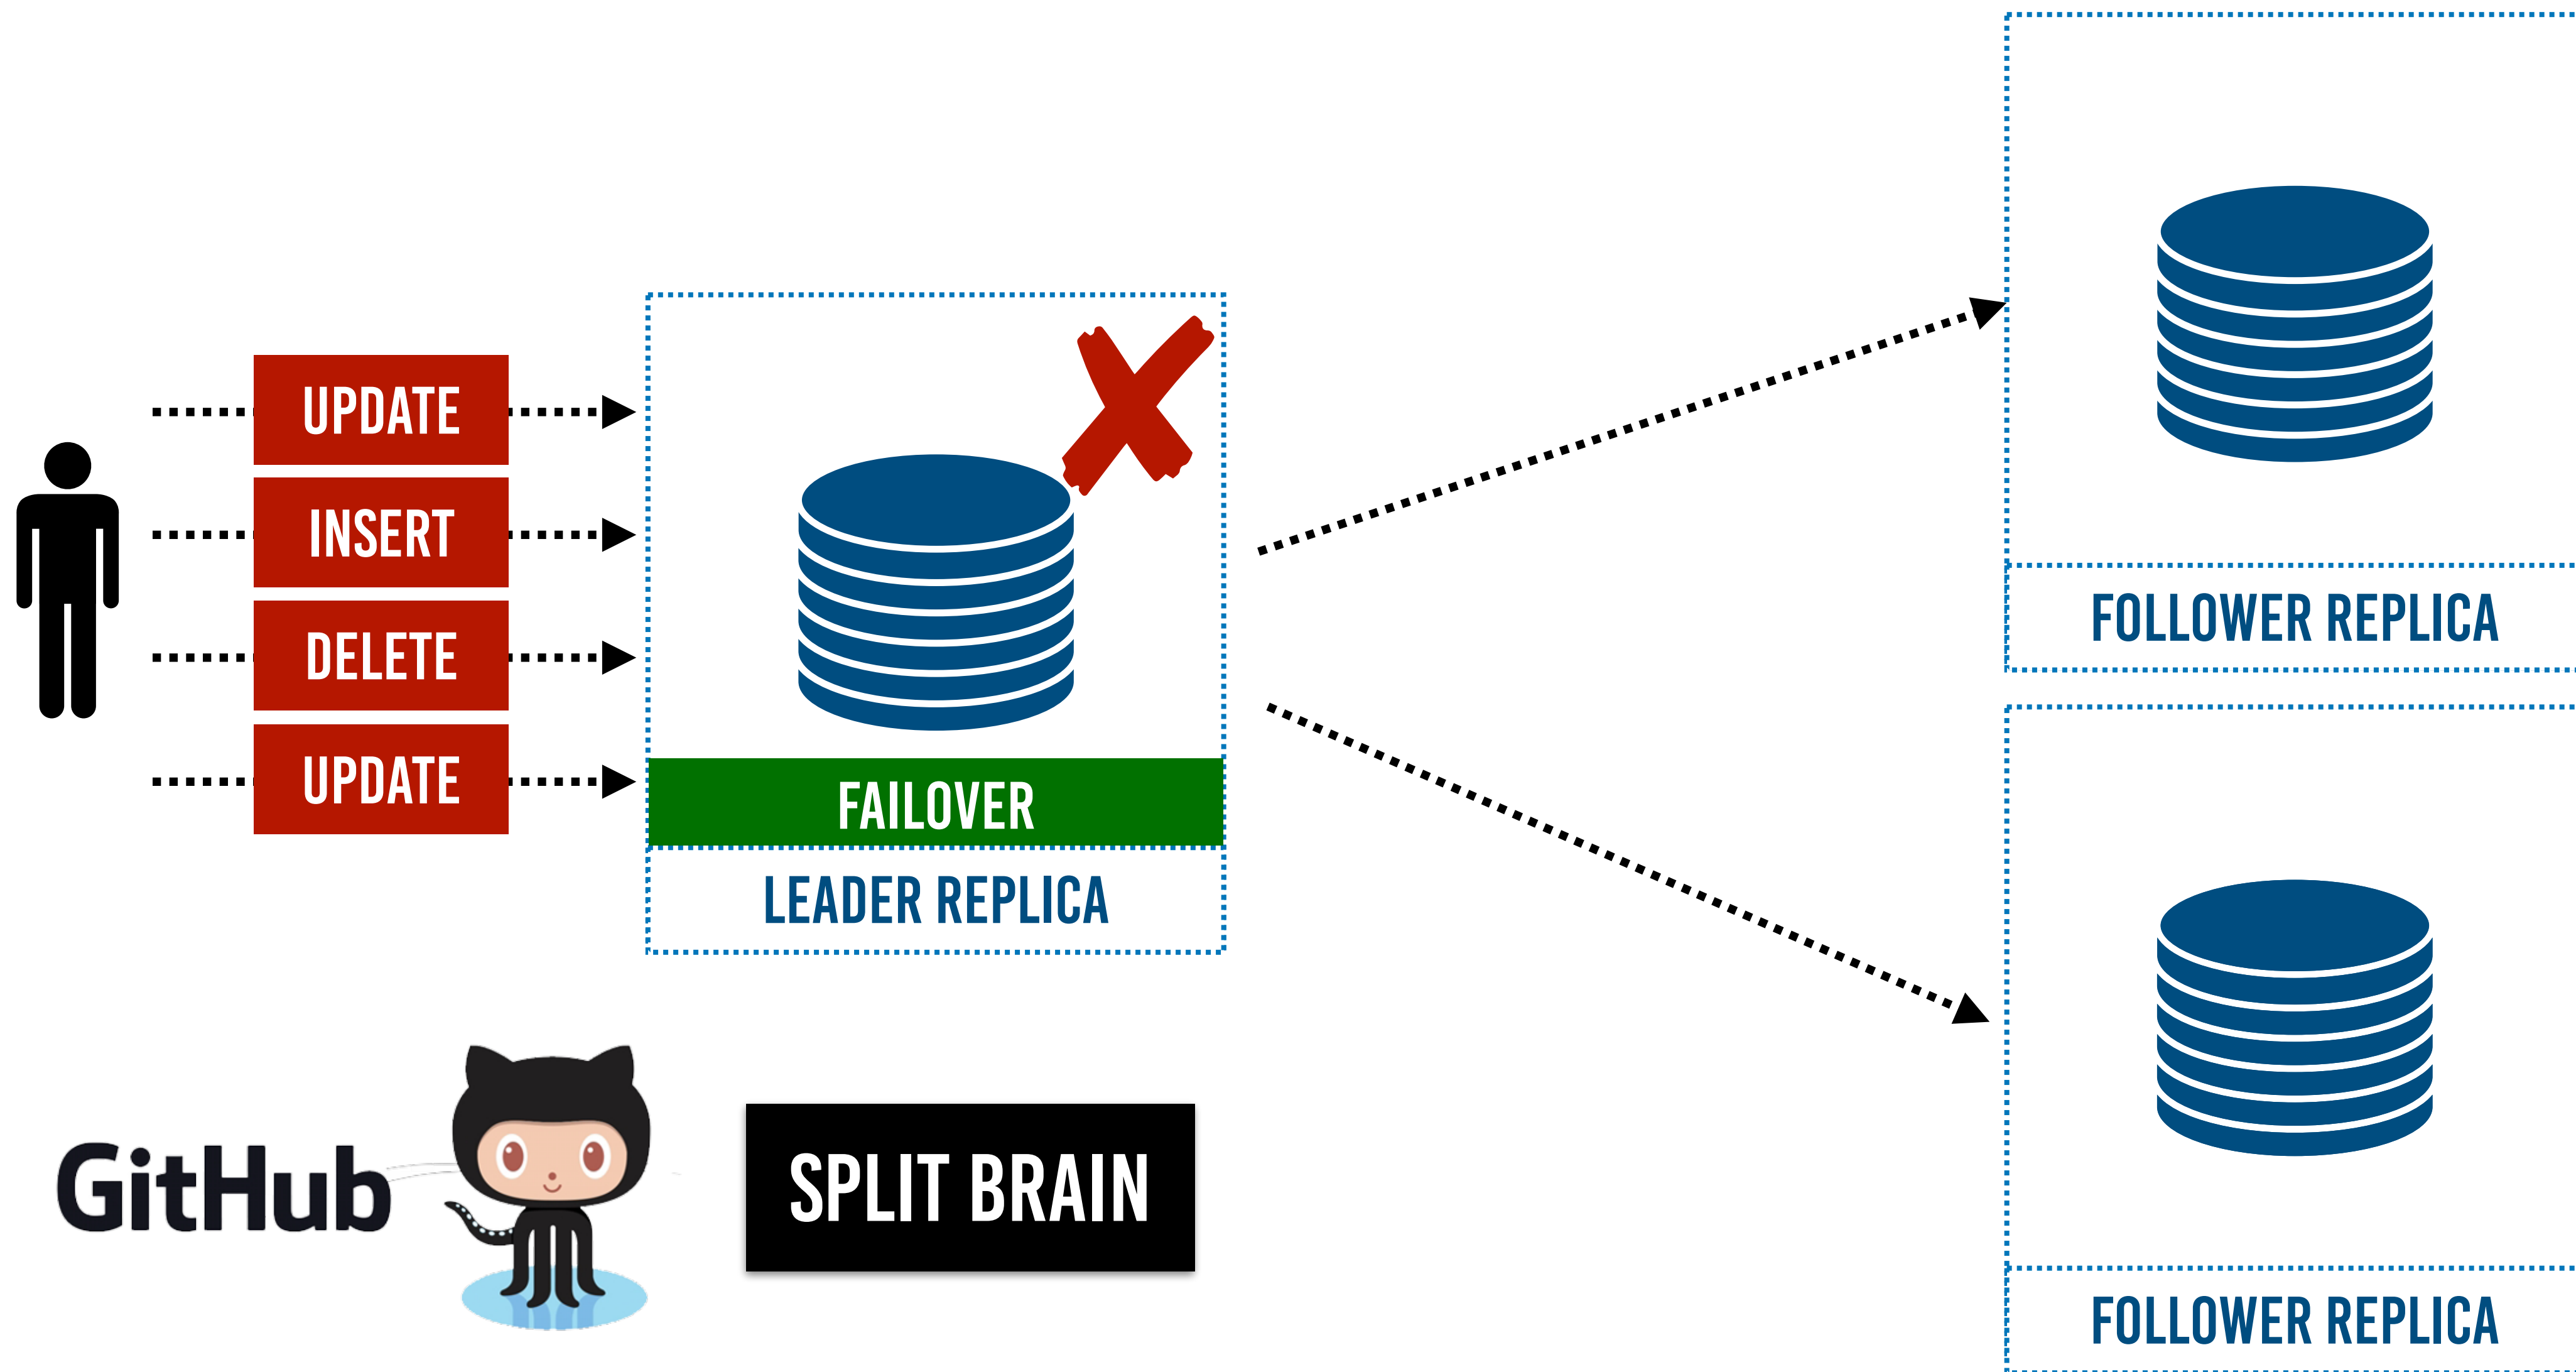 UPDATE
INSERT
DELETE
UPDATE
FAILOVER
LEADER REPLICA
FOLLOWER REPLICA
FOLLOWER REPLICA
GitHub
SPLIT BRAIN